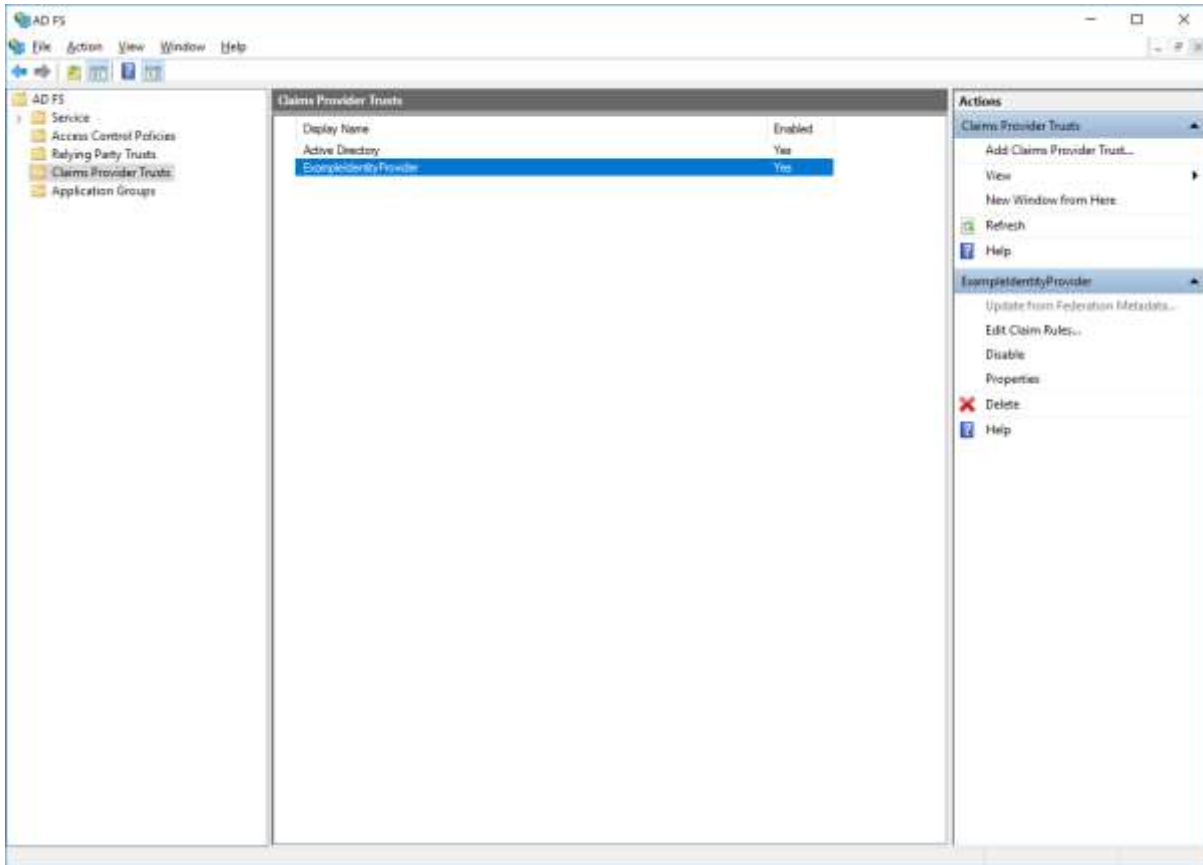 AD FS
File Action View Window Help
AD FS
Service
Access Control Policies
Relying Party Trusts
Claims Provider Trusts
Application Groups
Claims Provider Trusts
Display Name Enabled
Active Directory Yes
ExampleIdentityProvider Yes
Actions
Claims Provider Trusts
Add Claims Provider Trust...
View
New Window from Here
Refresh
Help
ExampleIdentityProvider
Update from Federation Metadata...
Edit Claim Rules...
Disable
Properties
Delete
Help